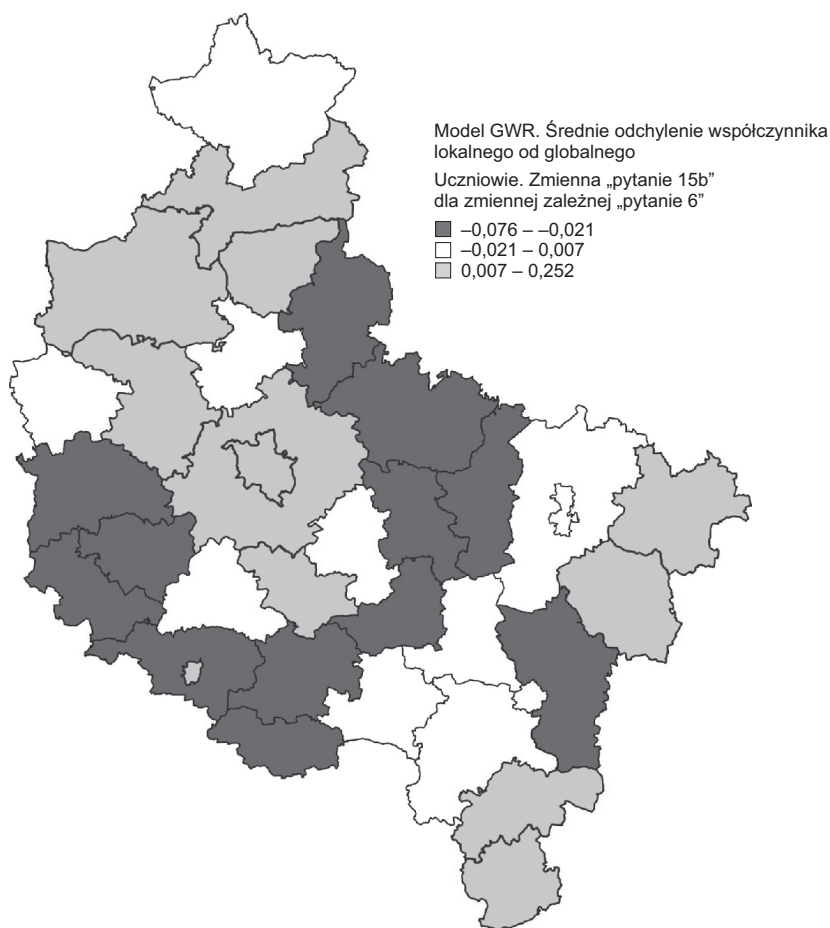 Model GWR. Średnie odchylenie współczynnika
lokalnego od globalnego
Uczniowie. Zmienna „pytanie 15b”
dla zmiennej zależnej „pytanie 6”
–0,076 – –0,021
–0,021 – 0,007
0,007 – 0,252